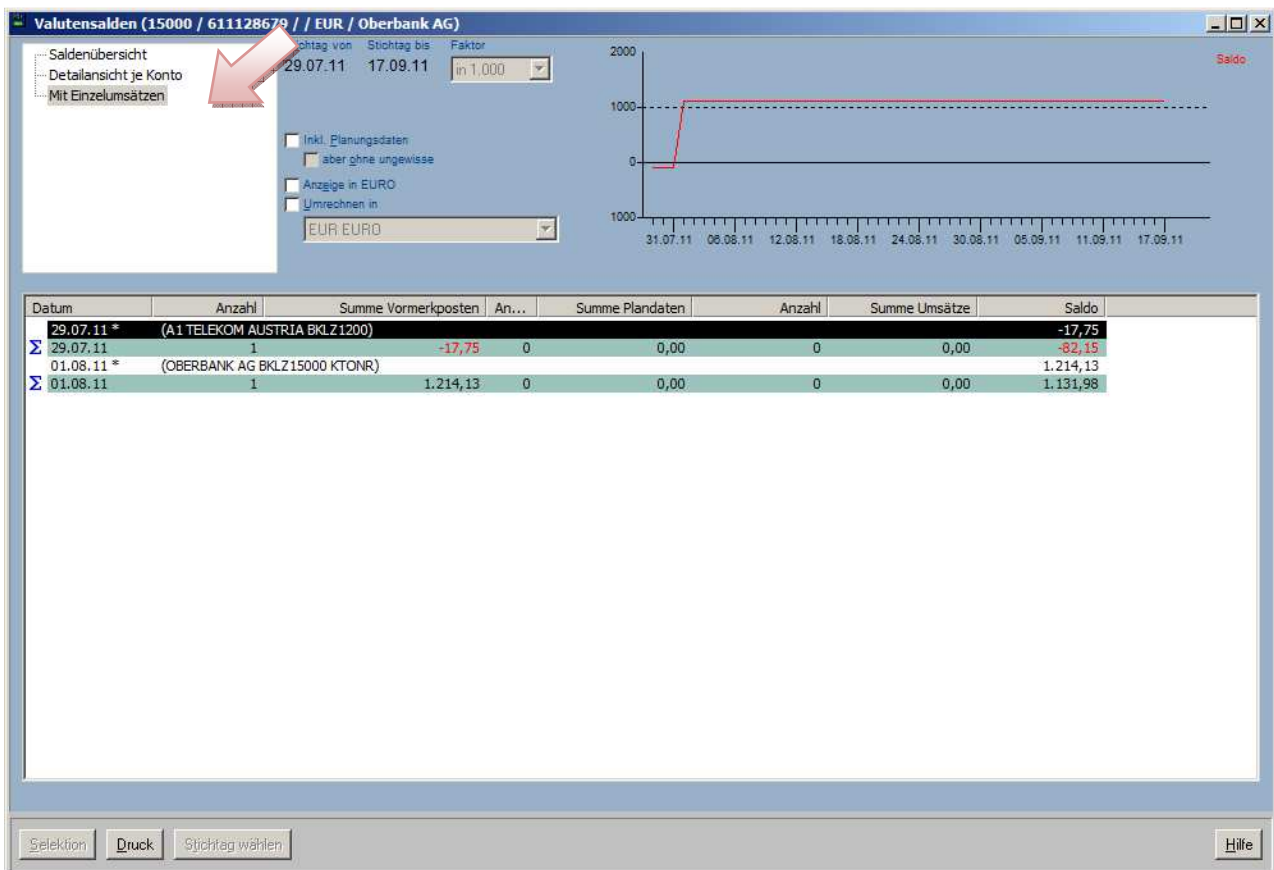 Valutensalden (15000 / 611128679 / / EUR / Oberbank AG)
Saldenübersicht
Detailansicht je Konto
Mit Einzelumsätzen
Stichtag bis Faktor
29.07.11 17.09.11 in 1.000
Inkl. Planungsdaten
aber ohne ungewisse
Anzeige in EURO
Umrechnen in
EUR EURO
2000
1000
0
1000
Saldo
31.07.11 06.08.11 12.08.11 18.08.11 24.08.11 30.08.11 05.09.11 11.09.11 17.09.11
Datum Anzahl Summe Vormerkposten An... Summe Plandaten Anzahl Summe Umsätze Saldo
29.07.11 * (A1 TELEKOM AUSTRIA BKLZ1200) -17,75
Σ 29.07.11 1 -17,75 0 0,00 0 0,00 -82,15
01.08.11 * (OBERBANK AG BKLZ15000 KTONR) 1.214,13
Σ 01.08.11 1 1.214,13 0 0,00 0 0,00 1.131,98
Selektion Druck Stichtag wählen Hilfe